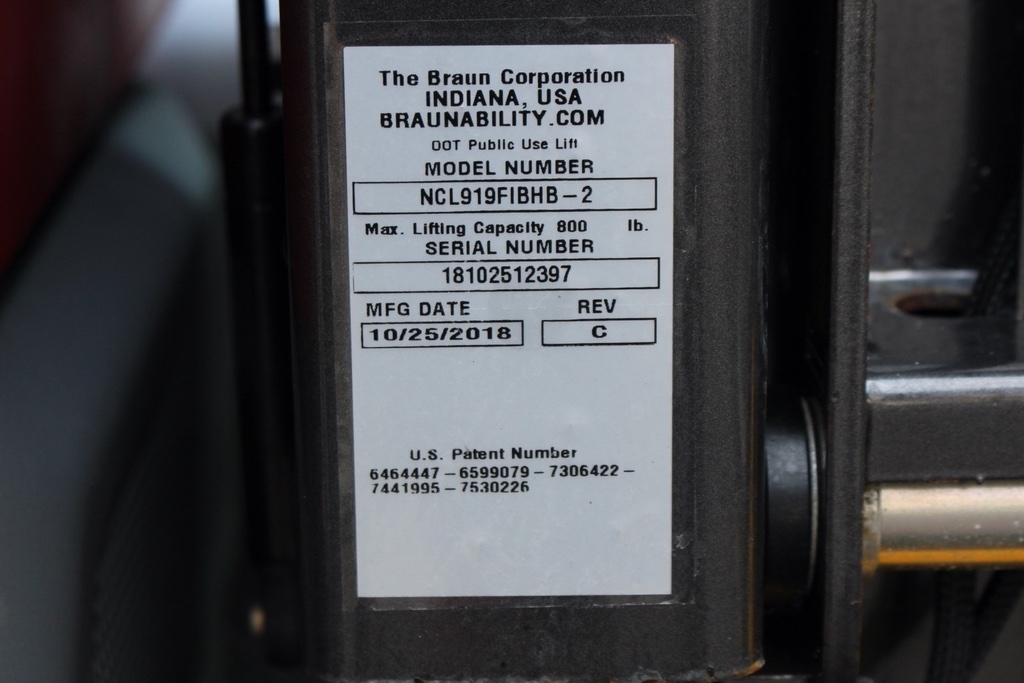 The Braun Corporation
INDIANA, USA
BRAUNABILITY.COM
DOT Public Use Lift
MODEL NUMBER
NCL919FIBHB-2
Max. Lifting Capacity 800 lb.
SERIAL NUMBER
18102512397
MFG DATE REV
10/25/2018 C
U.S. Patent Number
6464447-6599079-7306422-
7441995-7530226